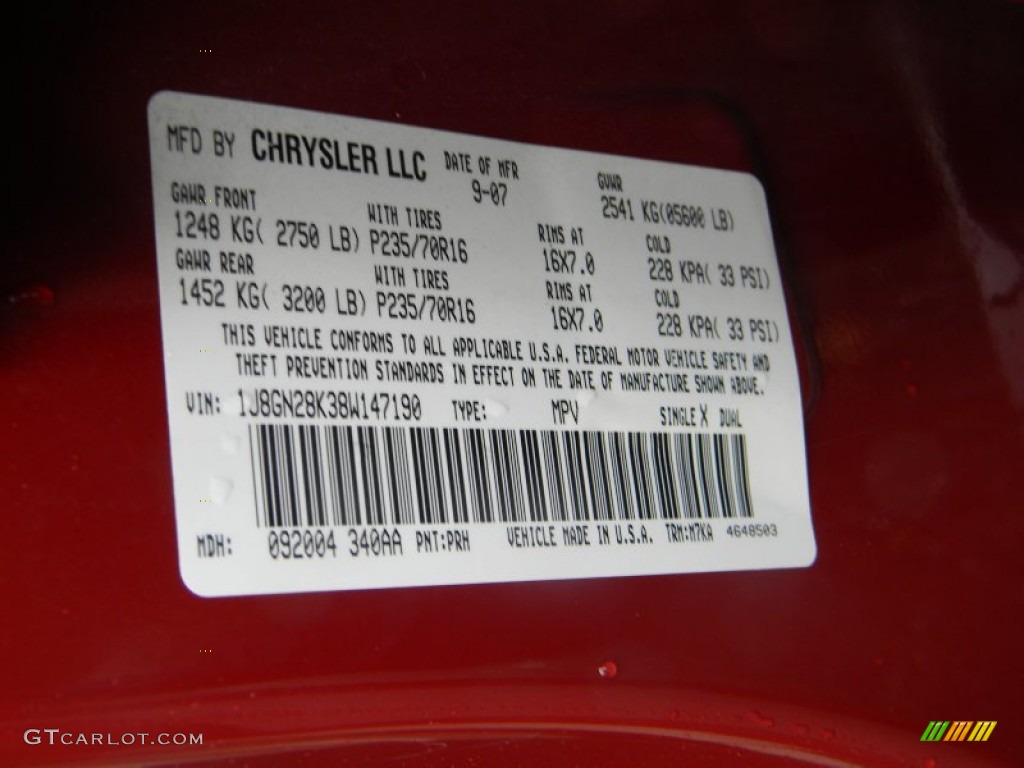 MFD BY CHRYSLER LLC DATE OF MFR GVWR
9-07 2541 KG(05600 LB)
GAWR FRONT WITH TIRES RIMS AT COLD
1248 KG( 2750 LB) P235/70R16 16X7.0 228 KPA( 33 PSI)
GAWR REAR WITH TIRES RIMS AT COLD
1452 KG( 3200 LB) P235/70R16 16X7.0 228 KPA( 33 PSI)
THIS VEHICLE CONFORMS TO ALL APPLICABLE U.S.A. FEDERAL MOTOR VEHICLE SAFETY AND
THEFT PREVENTION STANDARDS IN EFFECT ON THE DATE OF MANUFACTURE SHOWN ABOVE.
VIN: 1J8GN28K38W147190 TYPE: MPV SINGLE X DUAL
MDH: 092004 340AA PNT:PRH VEHICLE MADE IN U.S.A. TRM:M7KA 4648503
GTCARLOT.COM